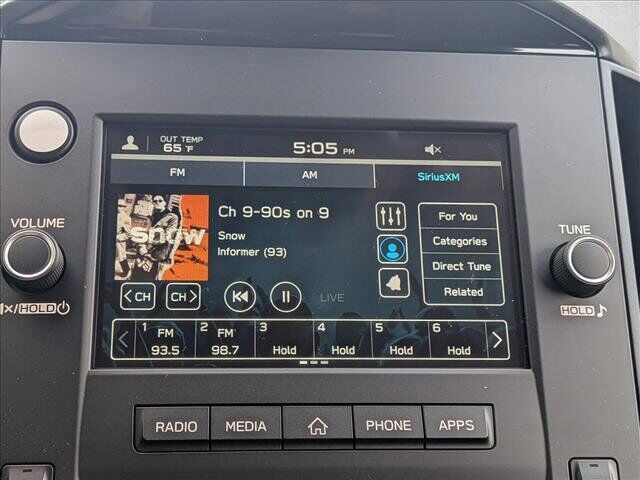 OUT TEMP
65 °F
5:05 PM
FM
AM
SiriusXM
VOLUME
TUNE
SNOW
Ch 9-90s on 9
Snow
Informer (93)
For You
Categories
Direct Tune
Related
< CH
CH >
LIVE
/HOLD
HOLD
1 FM 93.5
2 FM 98.7
3 Hold
4 Hold
5 Hold
6 Hold
RADIO
MEDIA
PHONE
APPS